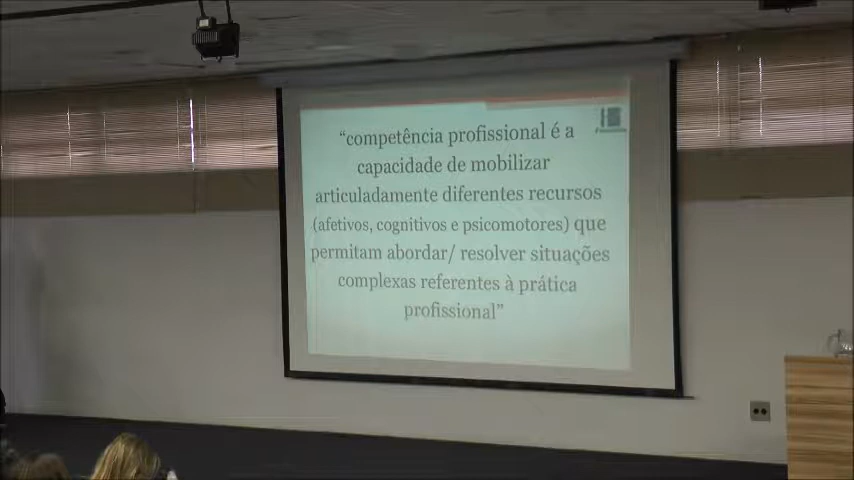 “competência profissional é a
capacidade de mobilizar
articuladamente diferentes recursos
(afetivos, cognitivos e psicomotores) que
permitam abordar/ resolver situações
complexas referentes à prática
profissional”